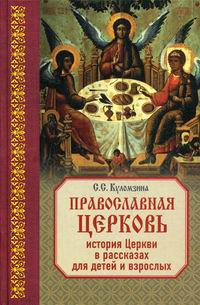 С.С. Куломзина
ПРАВОСЛАВНАЯ
ЦЕРКОВЬ
история Церкви
в рассказах
для детей и взрослых